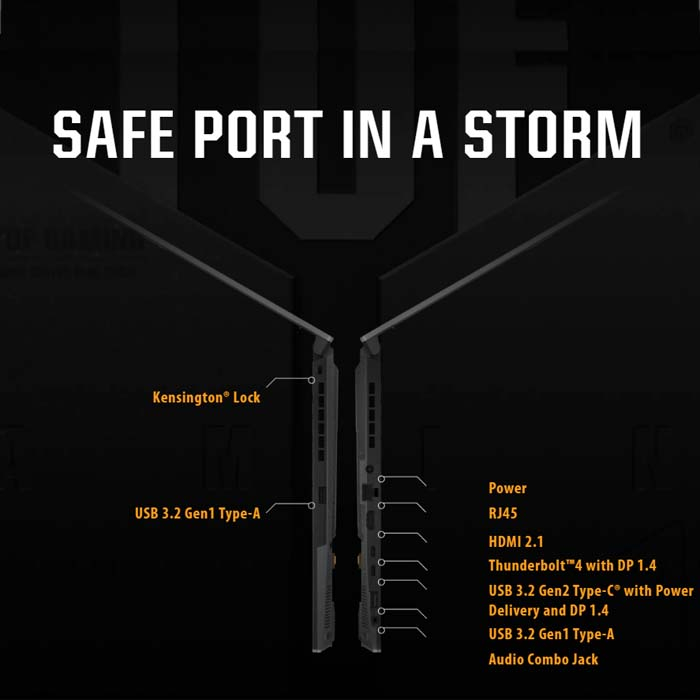 SAFE PORT IN A STORM
Kensington® Lock
USB 3.2 Gen1 Type-A
Power
RJ45
HDMI 2.1
Thunderbolt™4 with DP 1.4
USB 3.2 Gen2 Type-C® with Power
Delivery and DP 1.4
USB 3.2 Gen1 Type-A
Audio Combo Jack